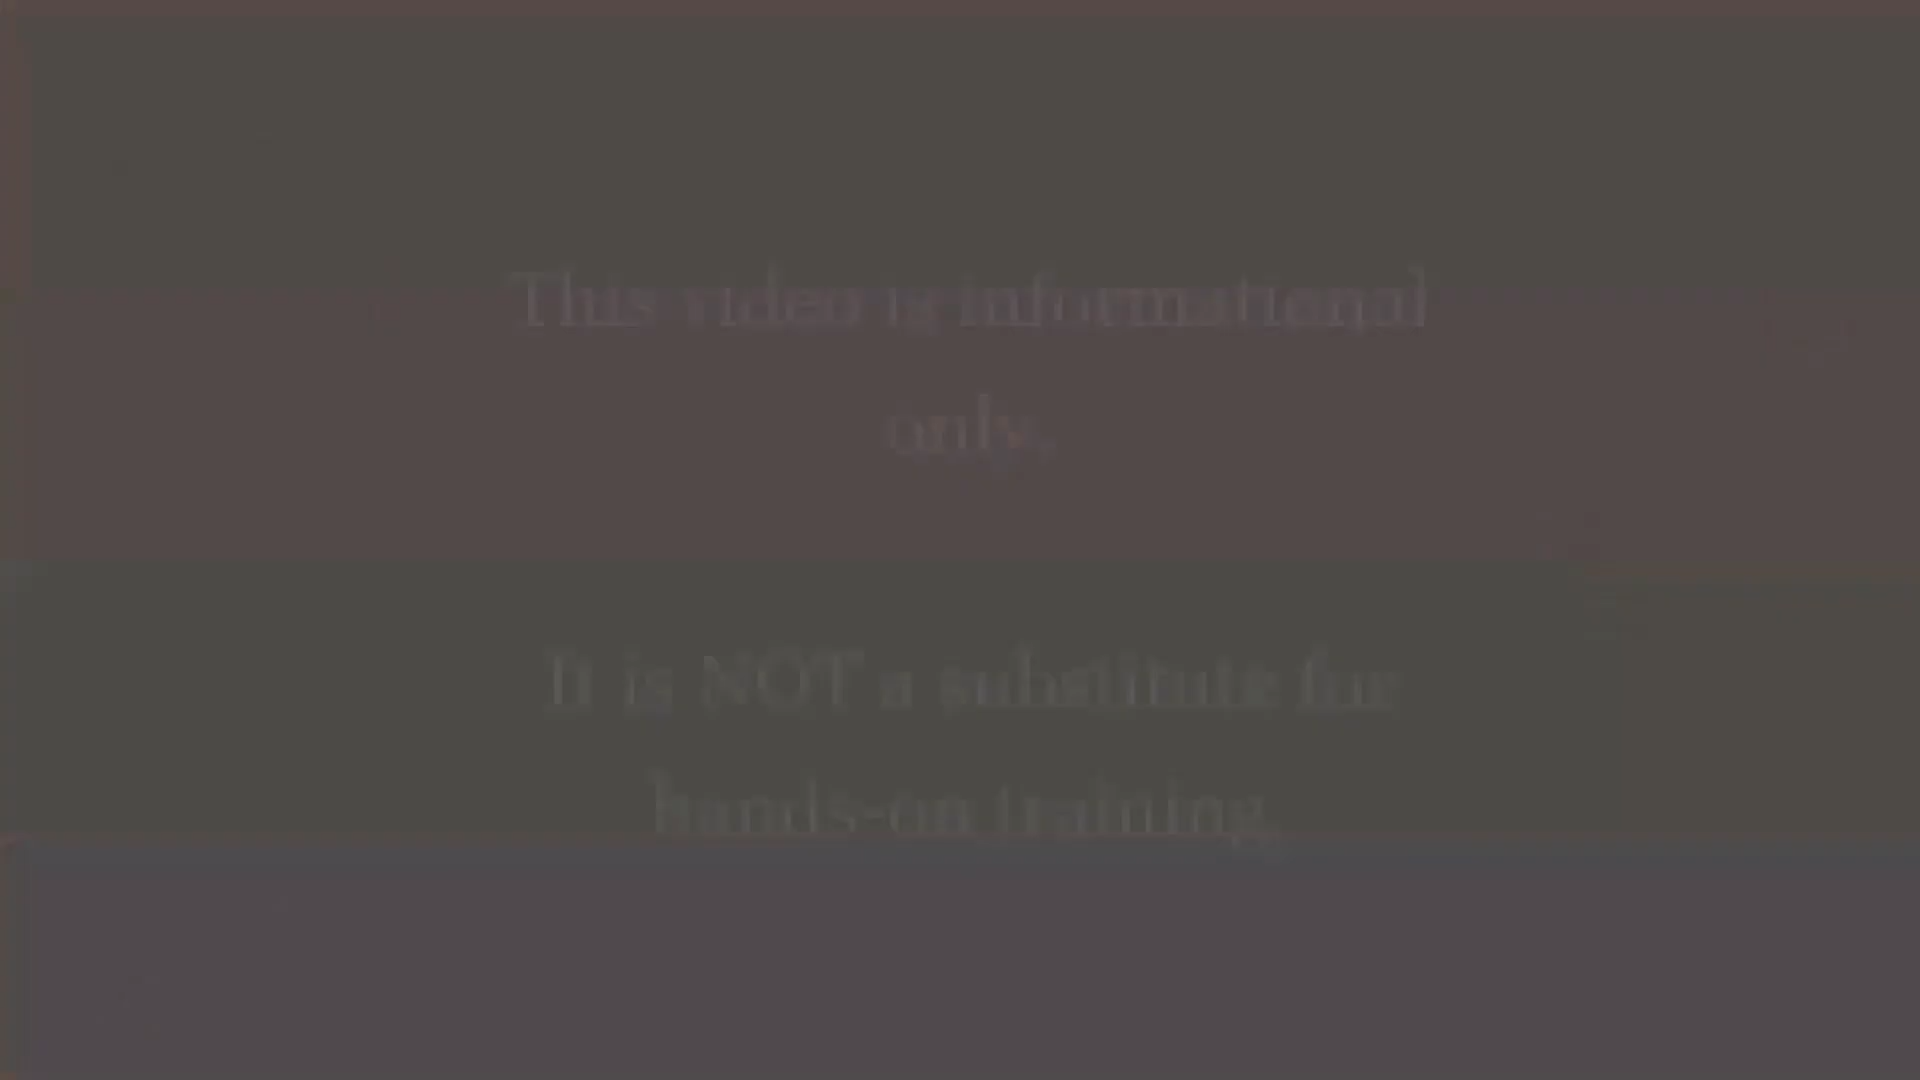 This video is informational
only.
It is NOT a substitute for
hands-on training.